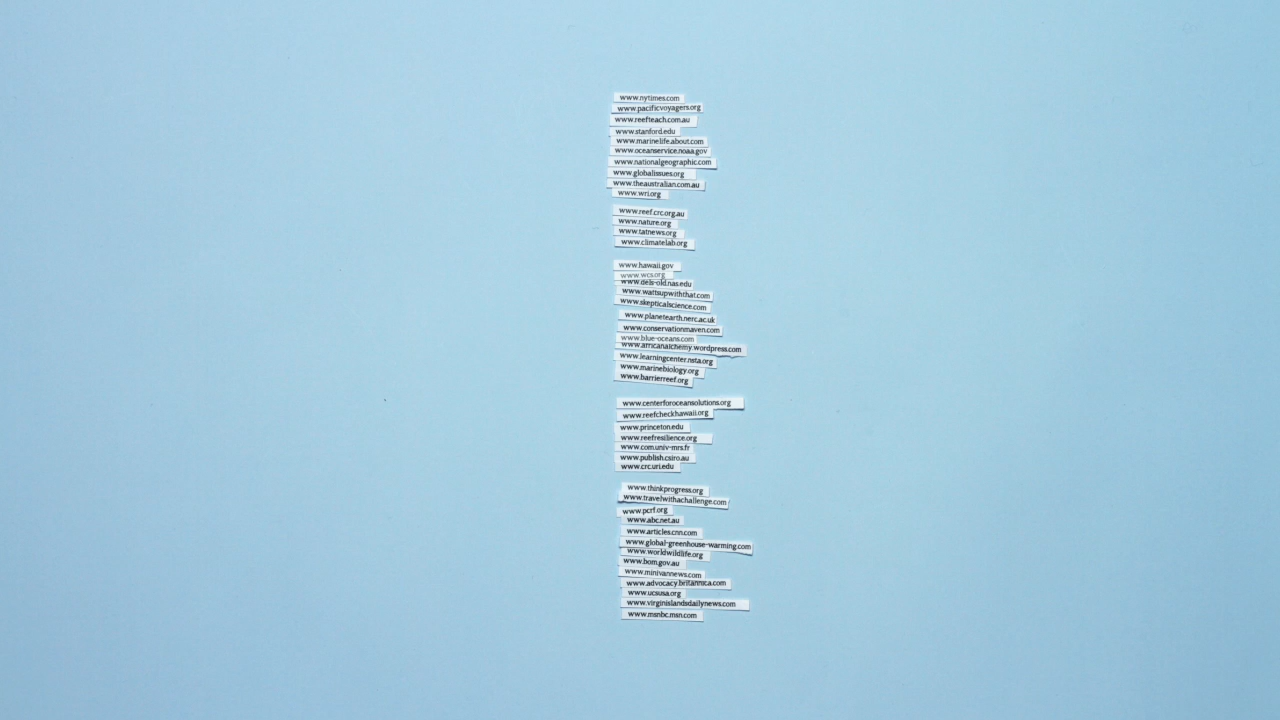 www.nytimes.com
www.pacificvoyagers.org
www.reefteach.com.au
www.stanford.edu
www.marinelife.about.com
www.oceanservice.noaa.gov
www.nationalgeographic.com
www.globalissues.org
www.theaustralian.com.au
www.wri.org
www.reef.crc.org.au
www.nature.org
www.tatnews.org
www.climatelab.org
www.hawaii.gov
www.wcs.org
www.dels-old.nas.edu
www.wattsupwiththat.com
www.skepticalscience.com
www.planetearth.nerc.ac.uk
www.conservationmaven.com
www.blue-oceans.com
www.africanalchemy.wordpress.com
www.learningcenter.nsta.org
www.marinebiology.org
www.barrierreef.org
www.centerforoceansolutions.org
www.reefcheckhawaii.org
www.princeton.edu
www.reefresilience.org
www.com.univ-mrs.fr
www.publish.csiro.au
www.crc.uri.edu
www.thinkprogress.org
www.travelwithachallenge.com
www.pcrf.org
www.abc.net.au
www.articles.cnn.com
www.global-greenhouse-warming.com
www.worldwildlife.org
www.bom.gov.au
www.minivannews.com
www.advocacy.britannica.com
www.ucsusa.org
www.virginislandsdailynews.com
www.msnbc.msn.com